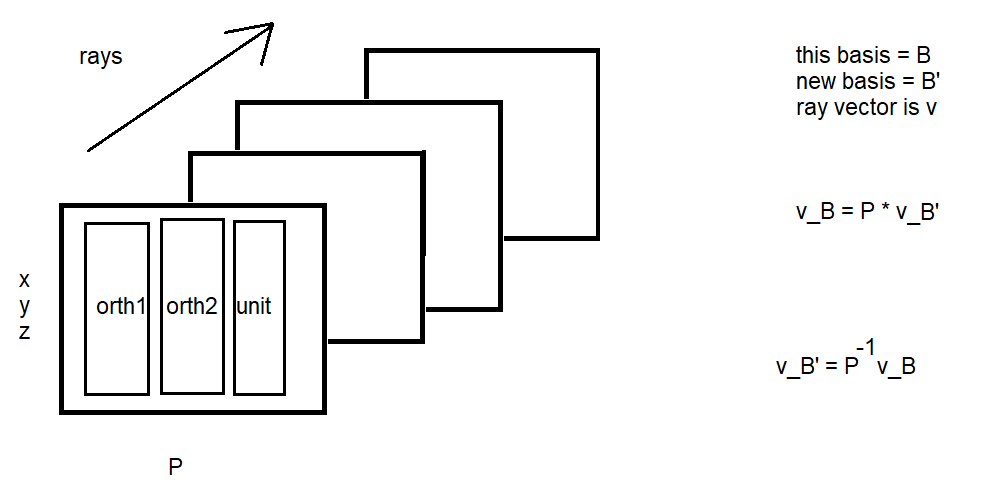 rays
this basis = B
new basis = B'
ray vector is v
v_B = P * v_B'
x
y
z
orth1
orth2
unit
v_B' = P^-1 v_B
P